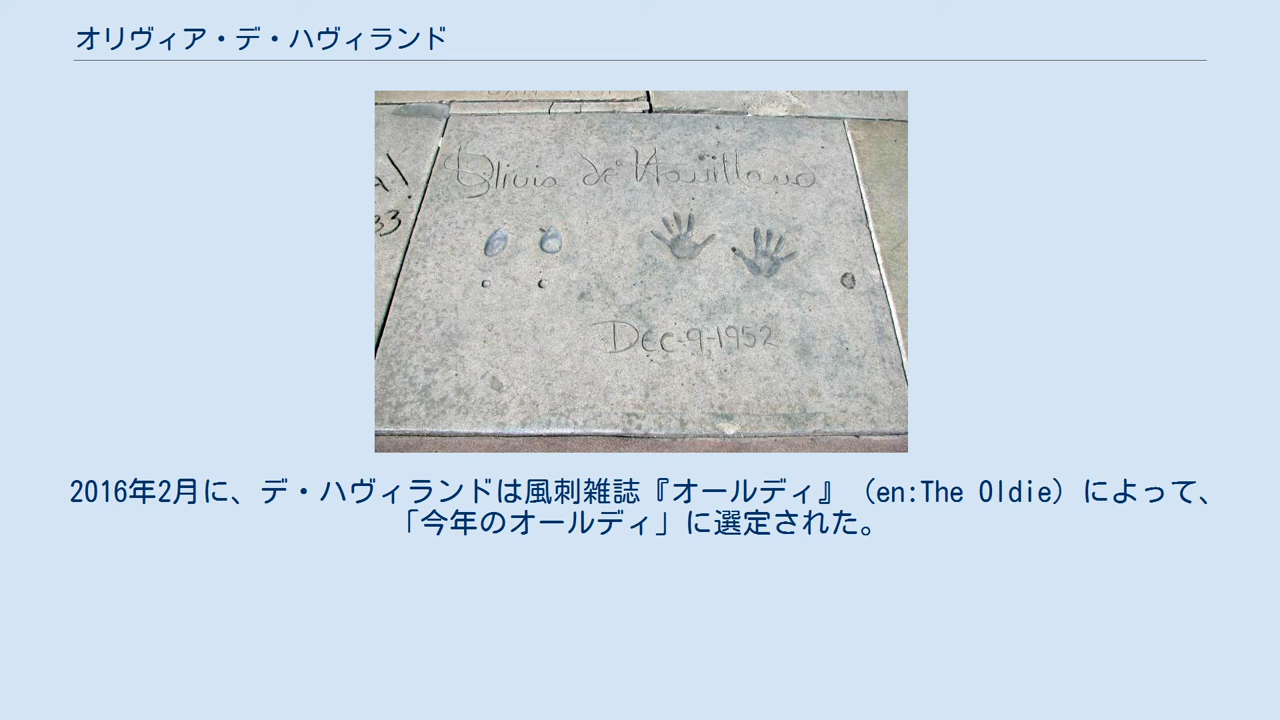 オリヴィア・デ・ハヴィランド
A!
33
Olivia de Havilland
Dec-9-1952
2016年2月に、デ・ハヴィランドは風刺雑誌『オールディ』（en:The Oldie）によって、
「今年のオールディ」に選定された。